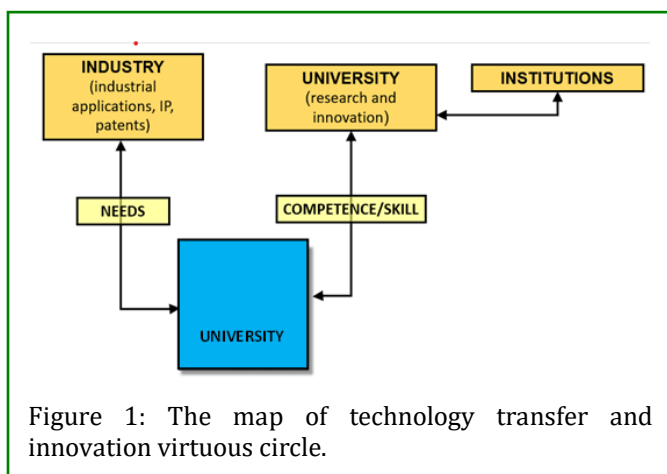 INDUSTRY
(industrial
applications, IP,
patents)
UNIVERSITY
(research and
innovation)
INSTITUTIONS
NEEDS
COMPETENCE/SKILL
UNIVERSITY
Figure 1: The map of technology transfer and
innovation virtuous circle.